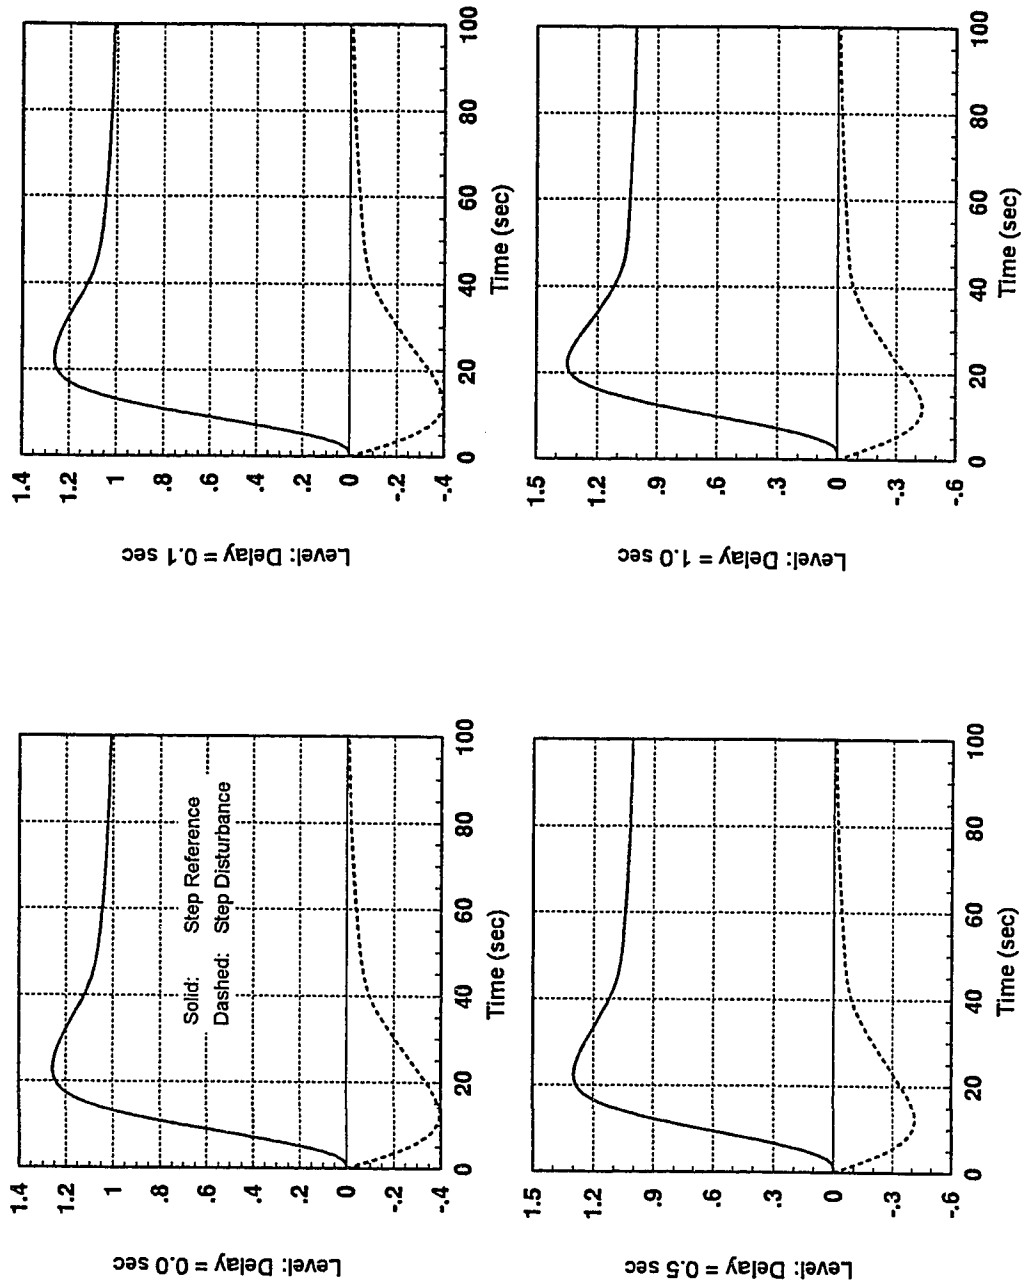 Level: Delay = 0.0 sec
1.4
1.2
1
.8
.6
.4
.2
0
-.2
-.4
Solid: Step Reference
Dashed: Step Disturbance
0 20 40 60 80 100
Time (sec)
Level: Delay = 0.1 sec
1.4
1.2
1
.8
.6
.4
.2
0
-.2
-.4
0 20 40 60 80 100
Time (sec)
Level: Delay = 0.5 sec
1.5
1.2
.9
.6
.3
0
-.3
-.6
0 20 40 60 80 100
Time (sec)
Level: Delay = 1.0 sec
1.5
1.2
.9
.6
.3
0
-.3
-.6
0 20 40 60 80 100
Time (sec)